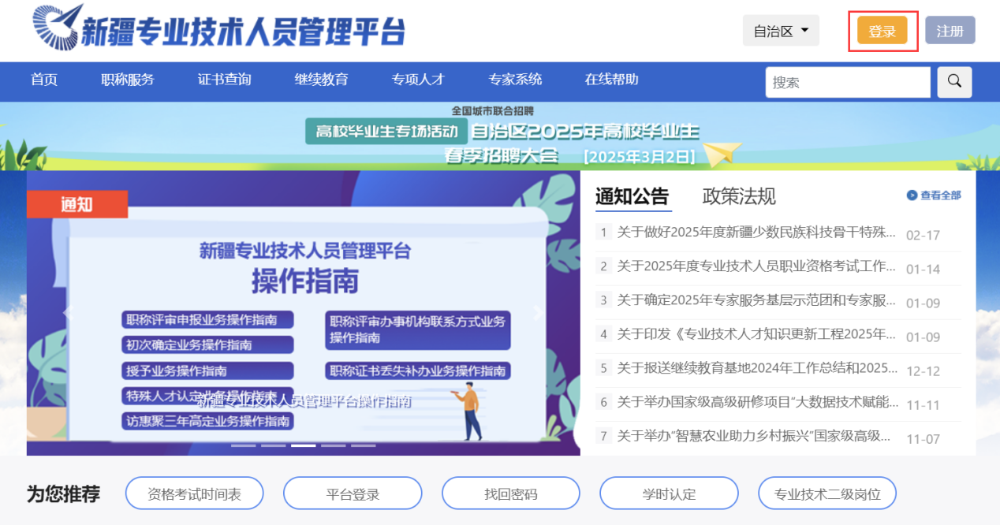 新疆专业技术人员管理平台
自治区
登录
注册
首页
职称服务
证书查询
继续教育
专项人才
专家系统
在线帮助
搜索
全国城市联合招聘
高校毕业生专场活动 自治区2025年高校毕业生
春季招聘大会 [2025年3月2日]
通知
新疆专业技术人员管理平台
操作指南
职称评审申报业务操作指南
初次确定业务操作指南
授予业务操作指南
特殊人才认定业务操作指南
访惠聚三年高定业务操作指南
职称评审办事机构联系方式业务
操作指南
职称证书丢失补办业务操作指南
新疆专业技术人员管理平台操作指南
通知公告
政策法规
查看全部
1 关于做好2025年度新疆少数民族科技骨干特殊... 02-17
2 关于2025年度专业技术人员职业资格考试工作... 01-14
3 关于确定2025年专家服务基层示范团和专家服... 01-09
4 关于印发《专业技术人才知识更新工程2025年... 01-09
5 关于报送继续教育基地2024年工作总结和2025... 12-12
6 关于举办国家级高级研修项目“大数据技术赋能... 11-11
7 关于举办“智慧农业助力乡村振兴”国家级高级... 11-07
为您推荐
资格考试时间表
平台登录
找回密码
学时认定
专业技术二级岗位